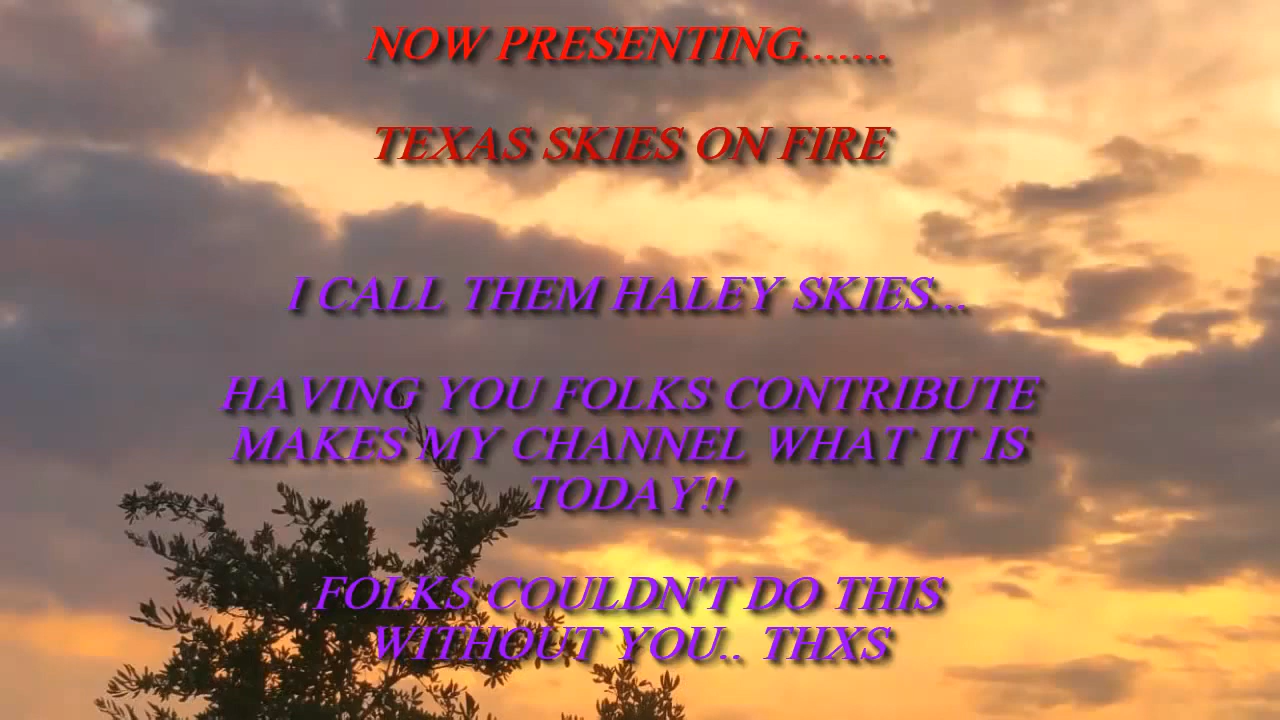 NOW PRESENTING.......
TEXAS SKIES ON FIRE
I CALL THEM HALEY SKIES...
HAVING YOU FOLKS CONTRIBUTE
MAKES MY CHANNEL WHAT IT IS
TODAY!!
FOLKS COULDN'T DO THIS
WITHOUT YOU.. THXS